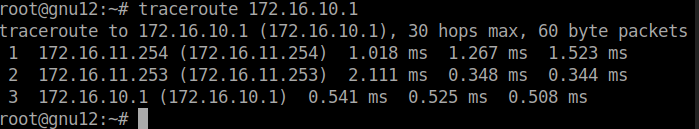 root@gnu12:~# traceroute 172.16.10.1
traceroute to 172.16.10.1 (172.16.10.1), 30 hops max, 60 byte packets
 1  172.16.11.254 (172.16.11.254)  1.018 ms  1.267 ms  1.523 ms
 2  172.16.11.253 (172.16.11.253)  2.111 ms  0.348 ms  0.344 ms
 3  172.16.10.1 (172.16.10.1)  0.541 ms  0.525 ms  0.508 ms
root@gnu12:~#